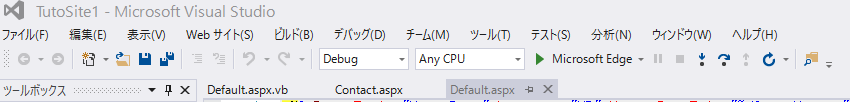 TutoSite1 - Microsoft Visual Studio
ファイル(F) 編集(E) 表示(V) Web サイト(S) ビルド(B) デバッグ(D) チーム(M) ツール(T) テスト(S) 分析(N) ウィンドウ(W) ヘルプ(H)
Debug Any CPU Microsoft Edge
ツールボックス Default.aspx.vb Contact.aspx Default.aspx